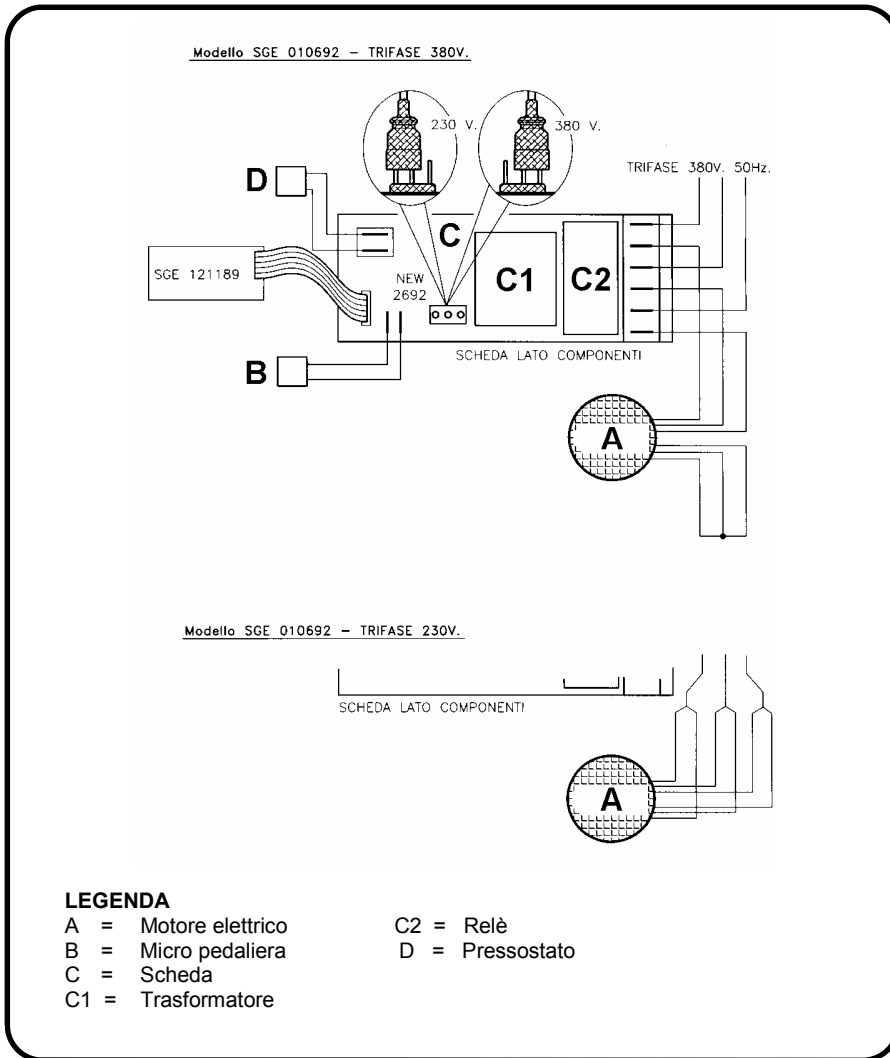 Modello SGE 010692 – TRIFASE 380V.
230 V.
380 V.
TRIFASE 380V. 50Hz.
D
C
SGE 121189
NEW
2692
C1
C2
SCHEDA LATO COMPONENTI
B
A
Modello SGE 010692 – TRIFASE 230V.
SCHEDA LATO COMPONENTI
A
LEGENDA
A = Motore elettrico
C2 = Relè
B = Micro pedaliera
D = Pressostato
C = Scheda
C1 = Trasformatore